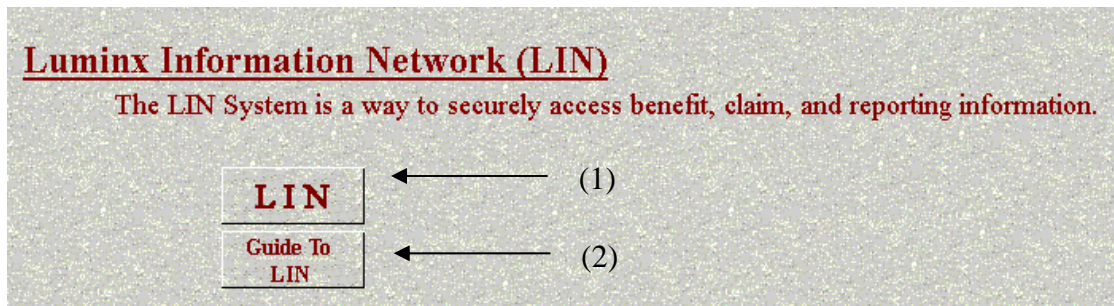 Luminx Information Network (LIN)
The LIN System is a way to securely access benefit, claim, and reporting information.
LIN (1)
Guide To
LIN (2)